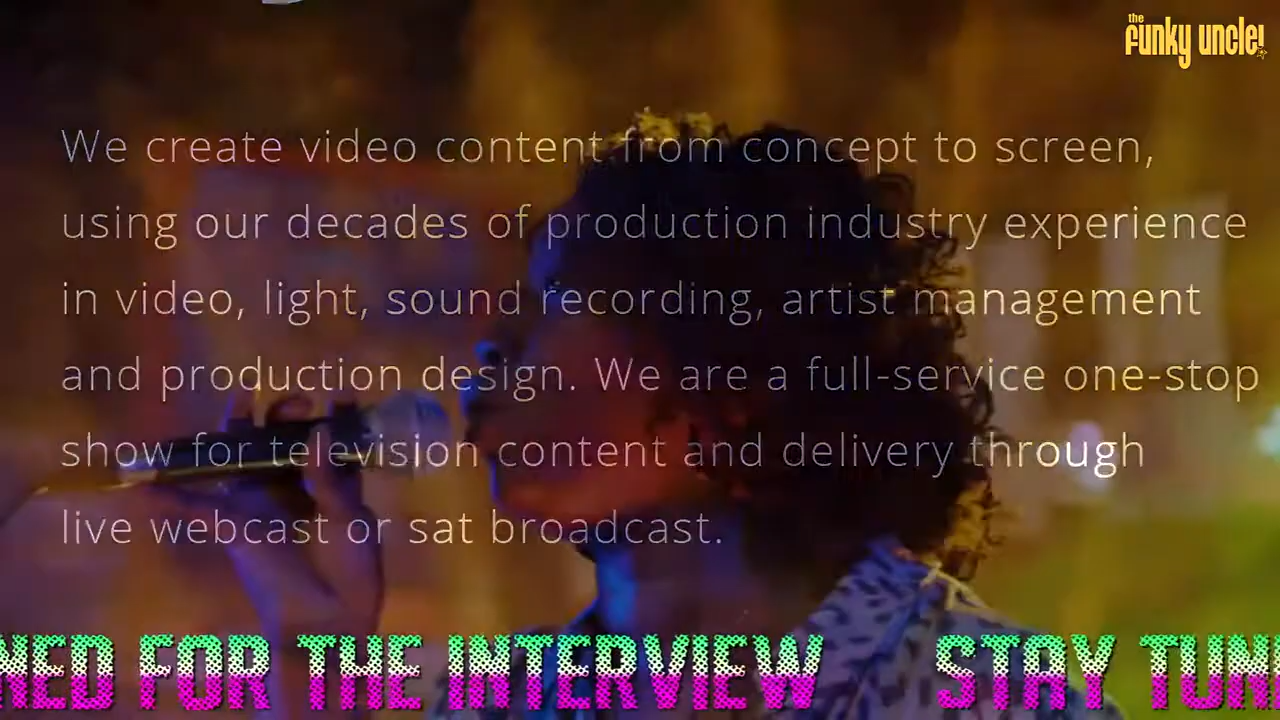 the
funky uncle!
We create video content from concept to screen,
using our decades of production industry experience
in video, light, sound recording, artist management
and production design. We are a full-service one-stop
show for television content and delivery through
live webcast or sat broadcast.
NED FOR THE INTERVIEW STAY TUN